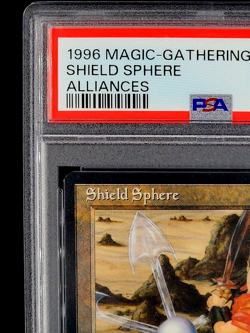 1996 MAGIC-GATHERING
SHIELD SPHERE
ALLIANCES
PSA
Shield Sphere